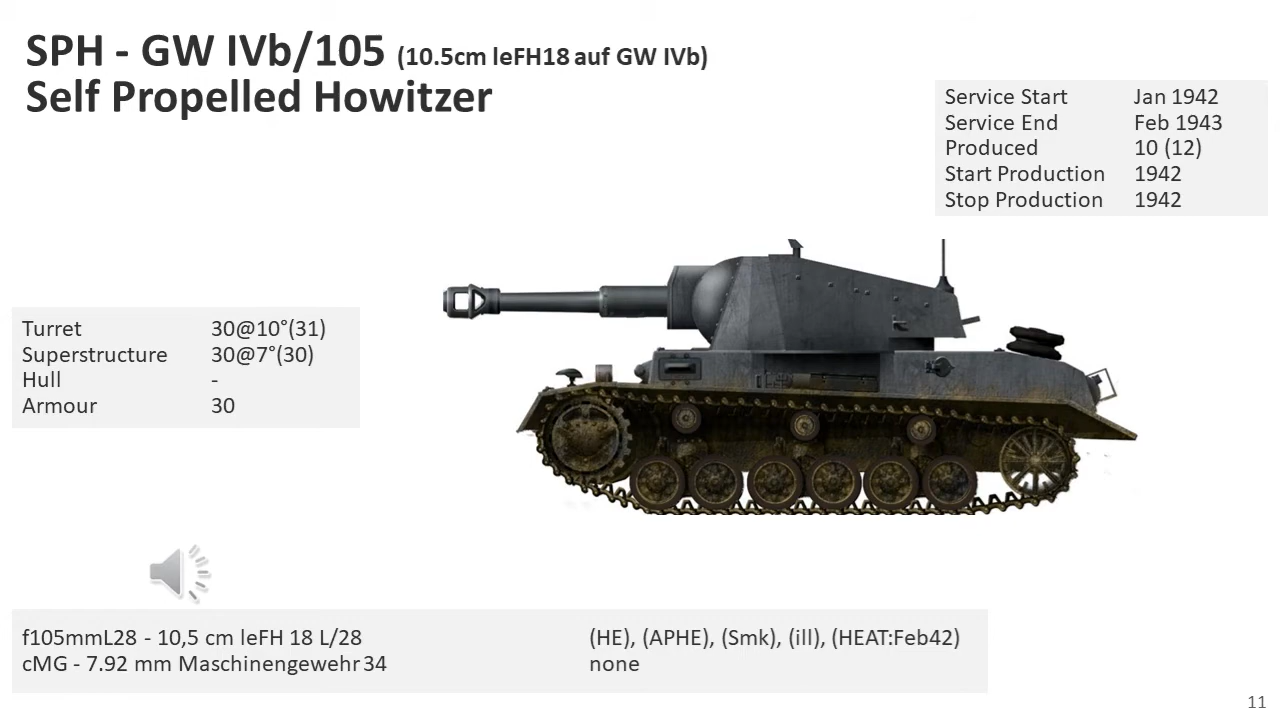 SPH - GW IVb/105 (10.5cm leFH18 auf GW IVb)
Self Propelled Howitzer
Service Start Jan 1942
Service End Feb 1943
Produced 10 (12)
Start Production 1942
Stop Production 1942
Turret 30@10°(31)
Superstructure 30@7°(30)
Hull -
Armour 30
f105mmL28 - 10,5 cm leFH 18 L/28 (HE), (APHE), (Smk), (ill), (HEAT:Feb42)
cMG - 7.92 mm Maschinengewehr 34 none
11